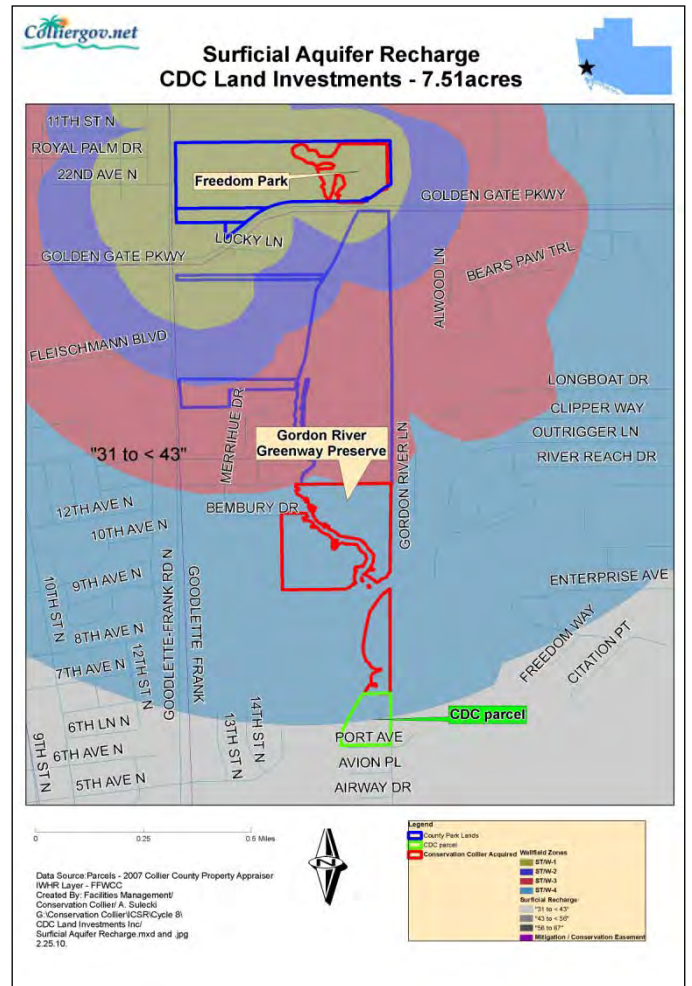 Colliergov.net
Surficial Aquifer Recharge
CDC Land Investments - 7.51acres
11TH ST N
ROYAL PALM DR
22ND AVE N
Freedom Park
GOLDEN GATE PKWY
LUCKY LN
GOLDEN GATE PKWY
ALWOOD LN
BEARS PAW TRL
FLEISCHMANN BLVD
LONGBOAT DR
CLIPPER WAY
OUTRIGGER LN
RIVER REACH DR
MERRIHUE DR
"31 to < 43"
Gordon River
Greenway Preserve
GORDON RIVER LN
BEMBURY DR
12TH AVE N
10TH AVE N
9TH AVE N
8TH AVE N
7TH AVE N
10TH ST N
12TH ST N
GOODLETTE-FRANK RD N
GOODLETTE FRANK
ENTERPRISE AVE
FREEDOM WAY
CITATION PT
6TH LN N
6TH AVE N
5TH AVE N
9TH ST N
13TH ST N
14TH ST N
CDC parcel
PORT AVE
AVION PL
AIRWAY DR
0 0.25 0.5 Miles
N
Data Source:Parcels - 2007 Collier County Property Appraiser
IWHR Layer - FFWCC
Created By: Facilities Management/
Conservation Collier/ A. Sulecki
G:\Conservation Collier\ICSR\Cycle 8\
CDC Land Investments Inc/
Surficial Aquifer Recharge.mxd and .jpg
2.25.10.
Legend
County Park Lands
CDC parcel
Conservation Collier Acquired
Wellfield Zones
ST/W-1
ST/W-2
ST/W-3
ST/W-4
Surficial Recharge
"31 to < 43"
"43 to < 56"
"56 to 67"
Mitigation / Conservation Easement